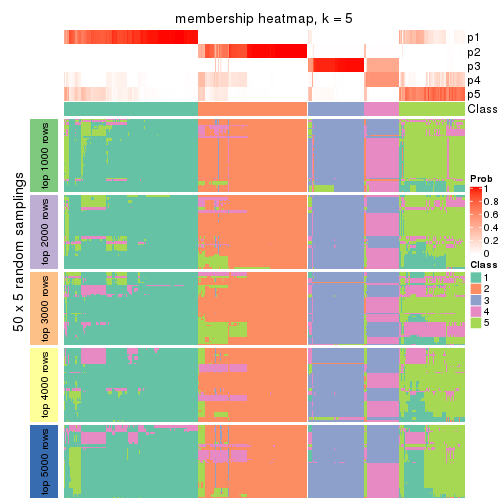 membership heatmap, k = 5
p1
p2
p3
p4
p5
Class
50 x 5 random samplings
top 1000 rows
top 2000 rows
top 3000 rows
top 4000 rows
top 5000 rows
Prob
1
0.8
0.6
0.4
0.2
0
Class
1
2
3
4
5